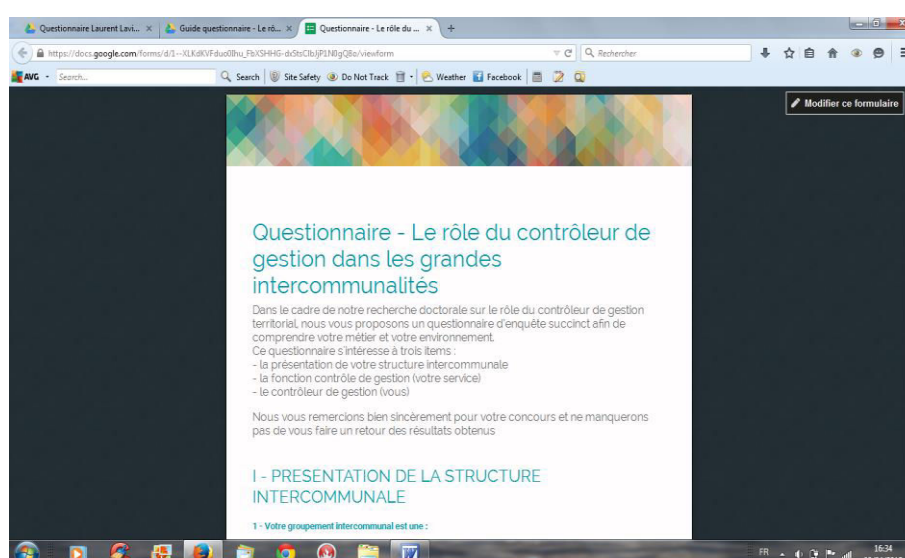 Questionnaire Laurent Lavi... ×
Guide questionnaire - Le rô... ×
Questionnaire - Le rôle du ... ×
+
Rechercher
AVG
Search...
Search
Site Safety
Do Not Track
Weather
Facebook
Modifier ce formulaire
Questionnaire - Le rôle du contrôleur de
gestion dans les grandes
intercommunalités
Dans le cadre de notre recherche doctorale sur le rôle du contrôleur de gestion
territorial, nous vous proposons un questionnaire d'enquête succinct afin de
comprendre votre métier et votre environnement.
Ce questionnaire s'intéresse à trois items :
- la présentation de votre structure intercommunale
- la fonction contrôle de gestion (votre service)
- le contrôleur de gestion (vous)
Nous vous remercions bien sincèrement pour votre concours et ne manquerons
pas de vous faire un retour des résultats obtenus
I - PRESENTATION DE LA STRUCTURE
INTERCOMMUNALE
1 - Votre groupement intercommunal est une :
FR
16:34